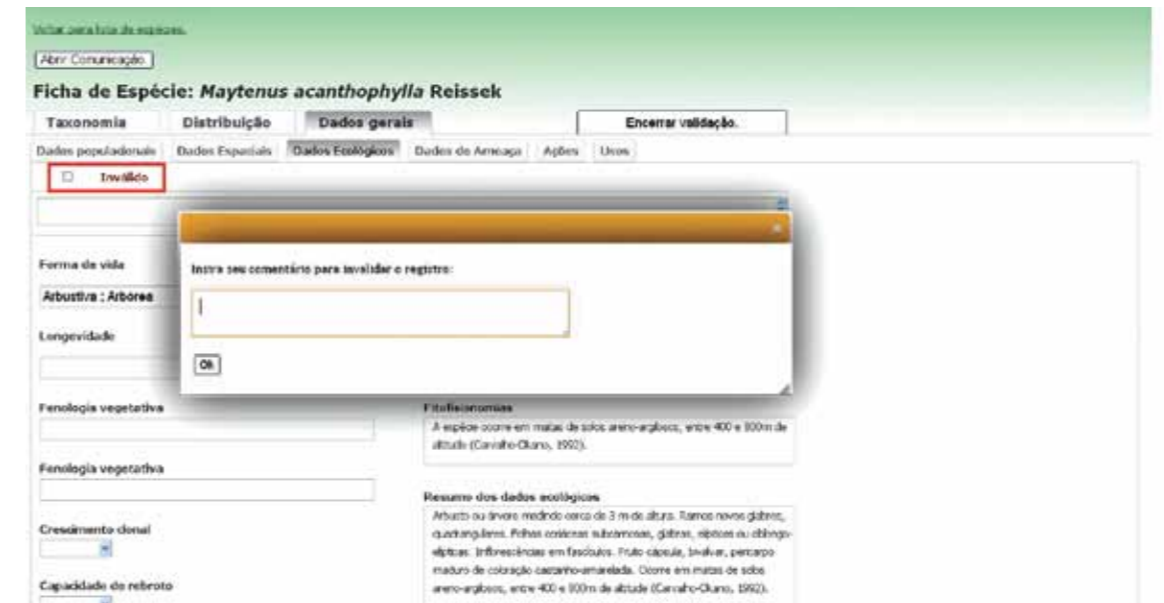 Voltar para lista de espécies.
Abrir Comunicação
Ficha de Espécie: Maytenus acanthophylla Reissek
Taxonomia Distribuição Dados gerais Encerrar validação.
Dados populacionais Dados Espaciais Dados Ecológicos Dados de Ameaça Ações Usos
Inválido
Insira seu comentário para invalidar o registro:
Ok
Forma de vida
Arbustiva ; Arbórea
Longevidade
Fenologia vegetativa
Fenologia vegetativa
Crescimento clonal
Capacidade de rebroto
Fitofisionomias
A espécie ocorre em matas de solos areno-argilosos, entre 400 e 800m de
altitude (Carvalho-Okano, 1992).
Resumo dos dados ecológicos
Arbusto ou árvore medindo cerca de 3 m de altura. Ramos novos glabros,
quadrangulares. Folhas coriáceas glabras, elípticas ou oblongo-
elípticas. Inflorescências em fascículos. Fruto cápsula, bivalvar, pericarpo
maduro de coloração castanho-amarelada. Ocorre em matas de solos
areno-argilosos, entre 400 e 800m de altitude (Carvalho-Okano, 1992).